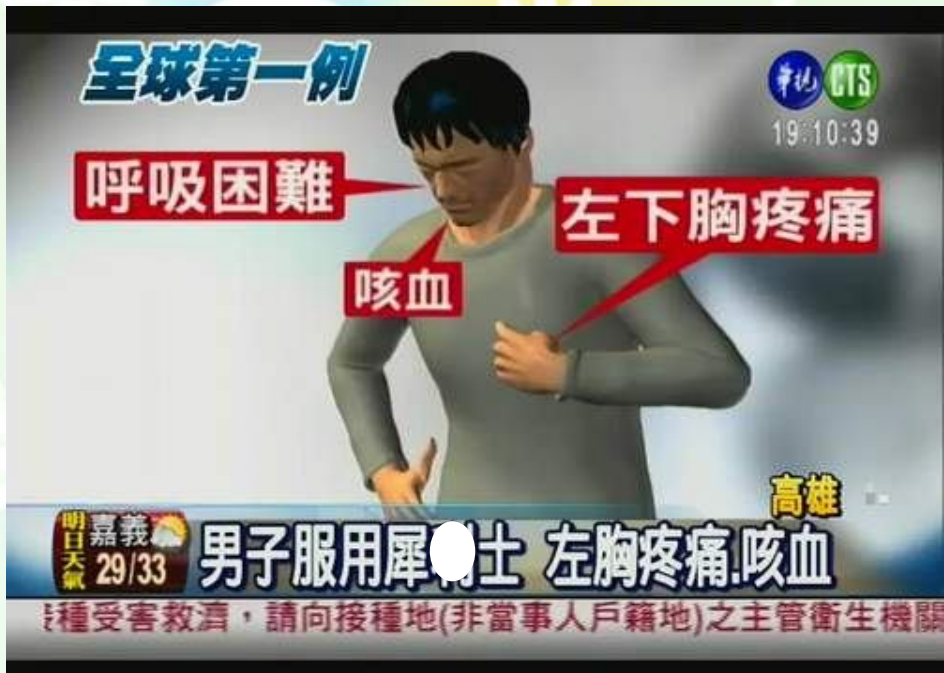 全球第一例
華視 CTS
19:10:39
呼吸困難
左下胸疼痛
咳血
高雄
明日天氣
嘉義
29/33
男子服用犀 士 左胸疼痛.咳血
種受害救濟，請向接種地(非當事人戶籍地)之主管衛生機關